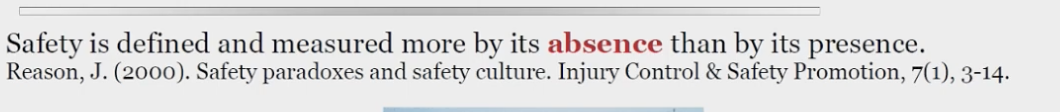 Safety is defined and measured more by its absence than by its presence.
Reason, J. (2000). Safety paradoxes and safety culture. Injury Control & Safety Promotion, 7(1), 3-14.